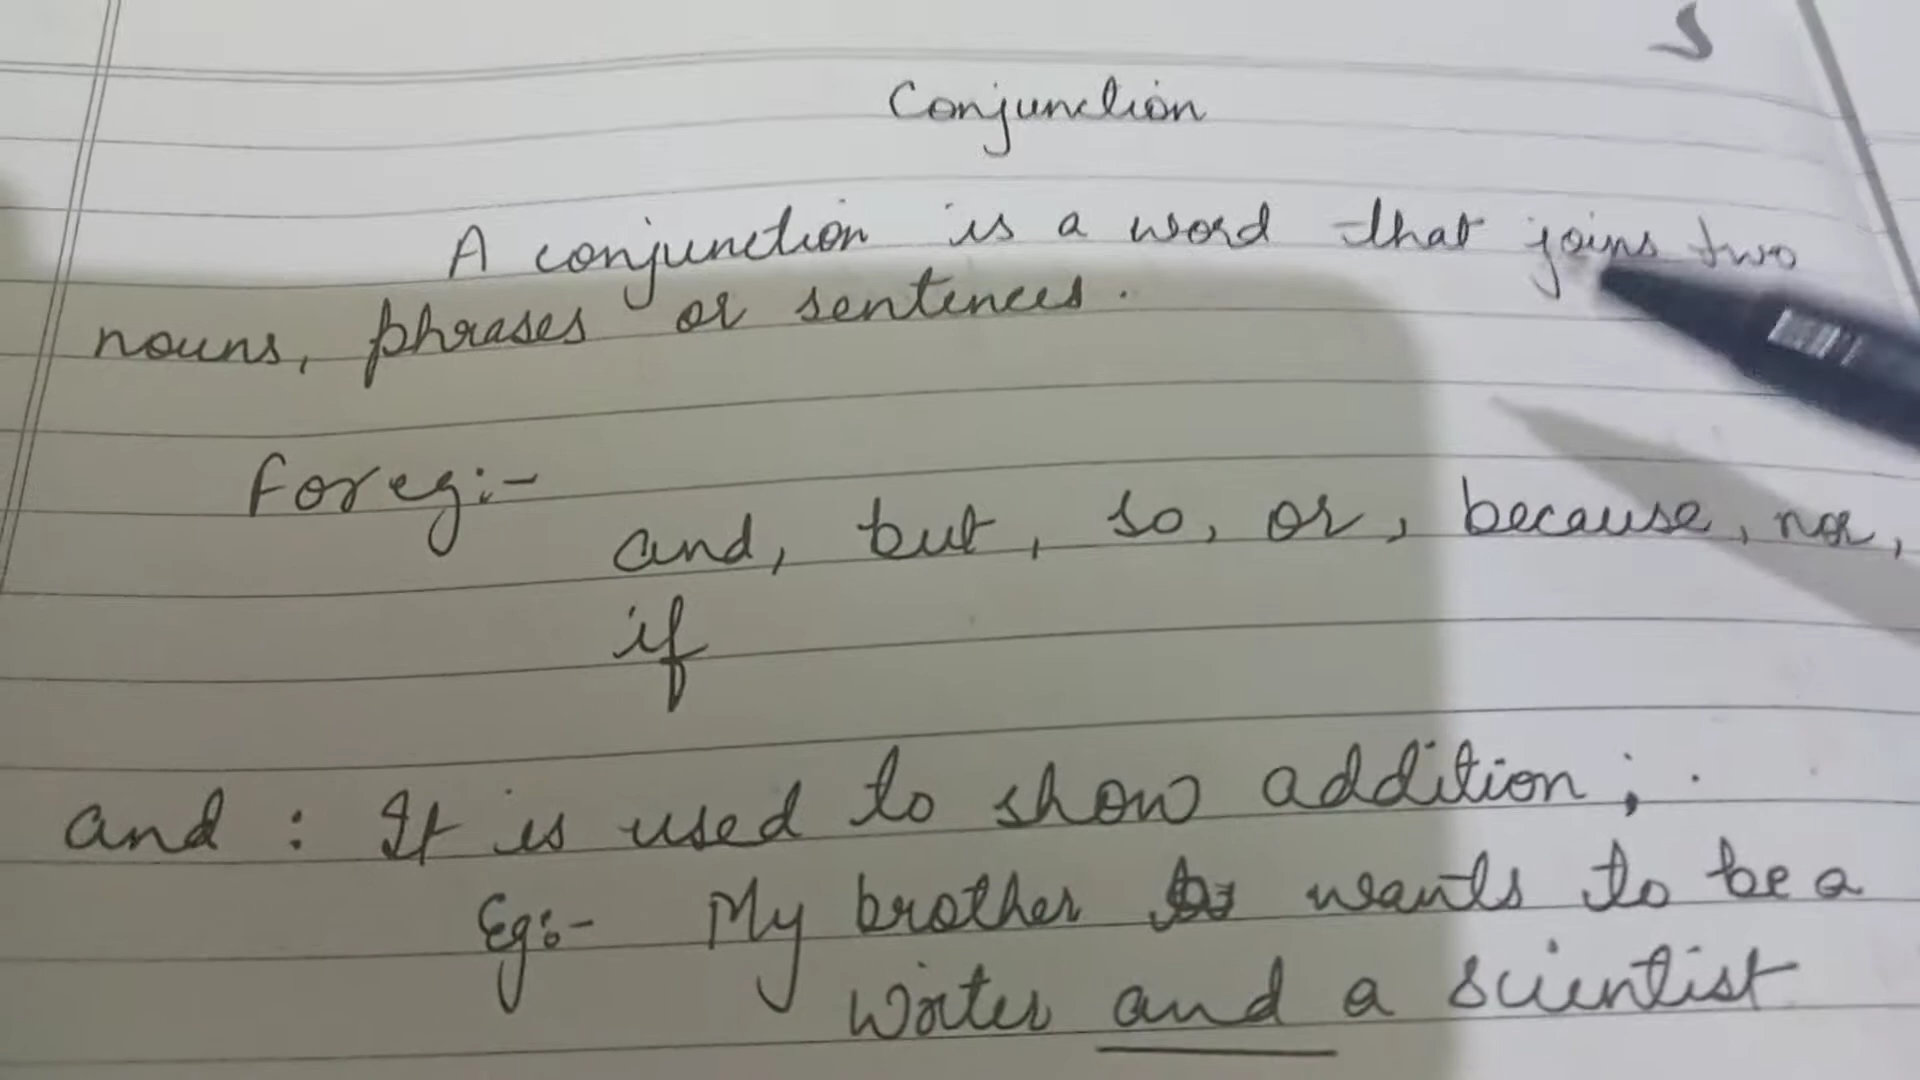 Conjunction
A conjunction is a word that joins two
nouns, phrases or sentences.
For eg:-
and, but, so, or, because, nor,
if
and : It is used to show addition;
Eg:- My brother wants to be a
writer and a scientist